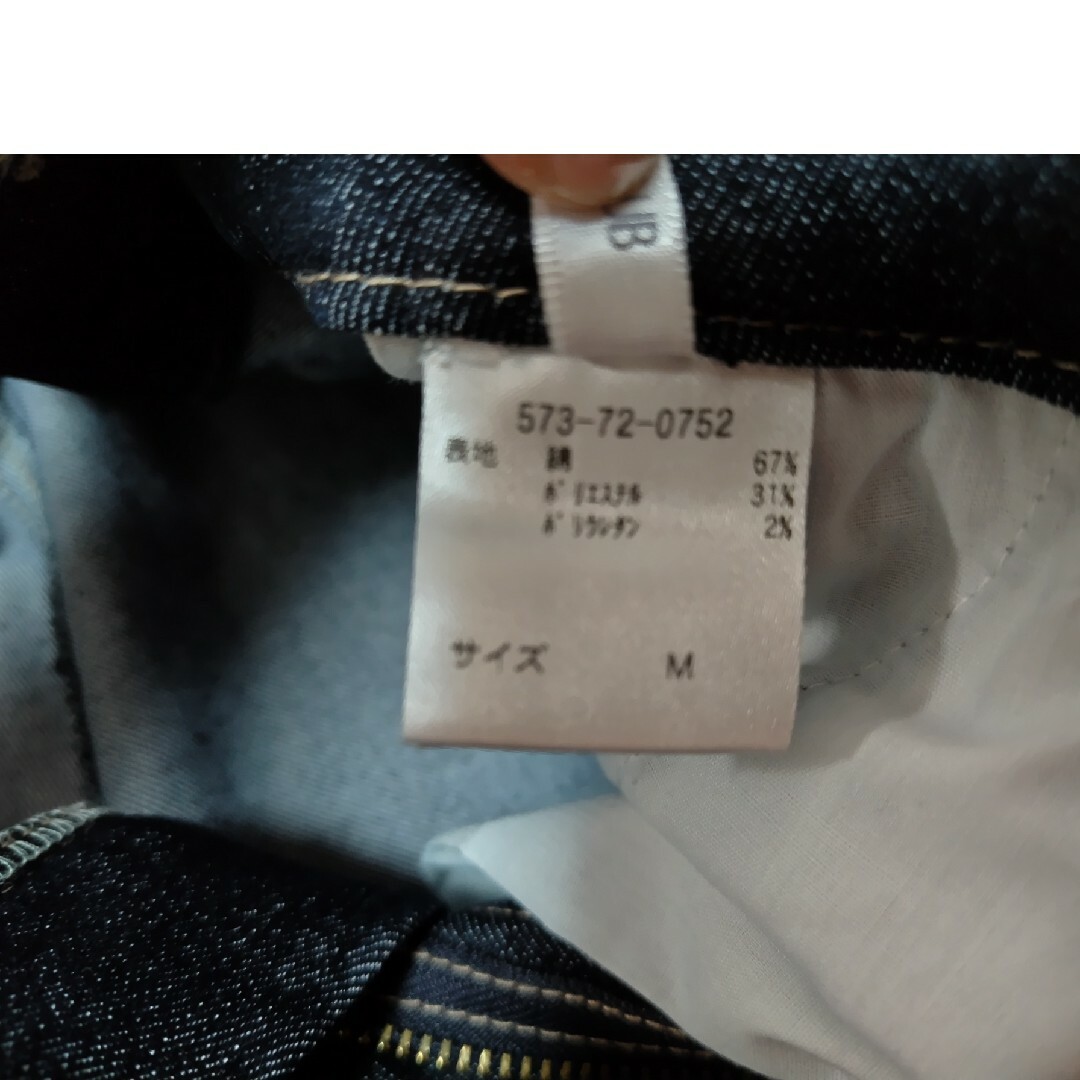 B
573-72-0752
表地 綿 67%
ポリエステル 31%
ポリウレタン 2%
サイズ M